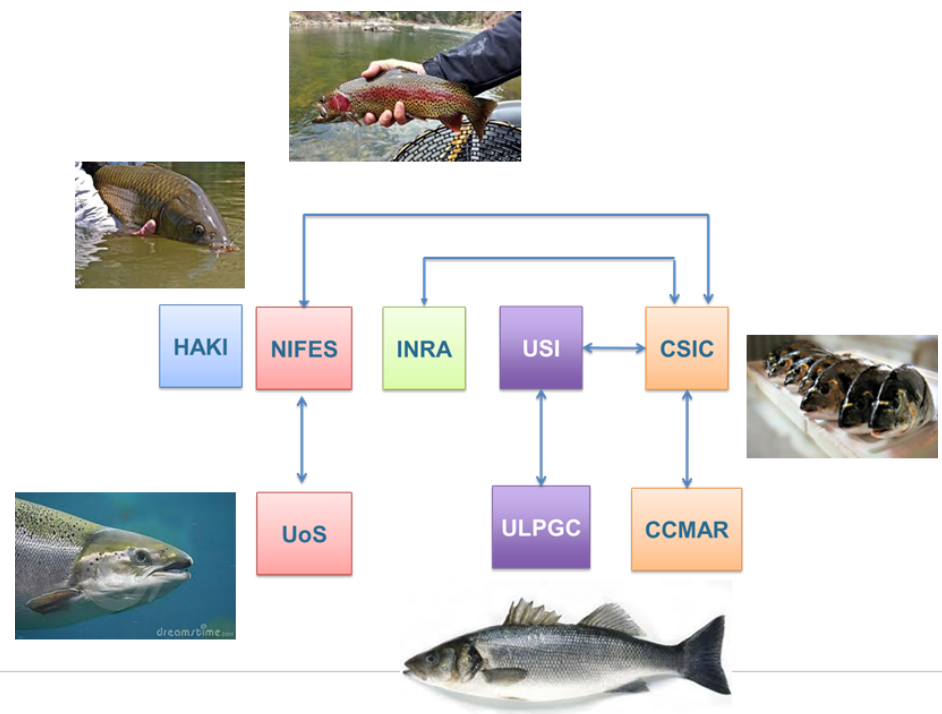 HAKI
NIFES
INRA
USI
CSIC
UoS
ULPGC
CCMAR
dreamstime.com